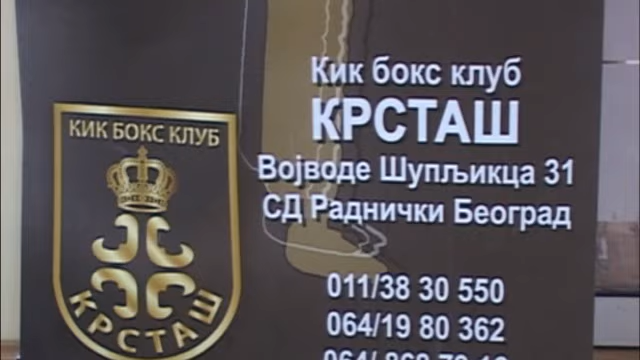 Кик бокс клуб
КРСТАШ
Војводе Шупљикца 31
СД Раднички Београд
011/38 30 550
064/19 80 362
064/
КИК БОКС КЛУБ
КРСТАШ